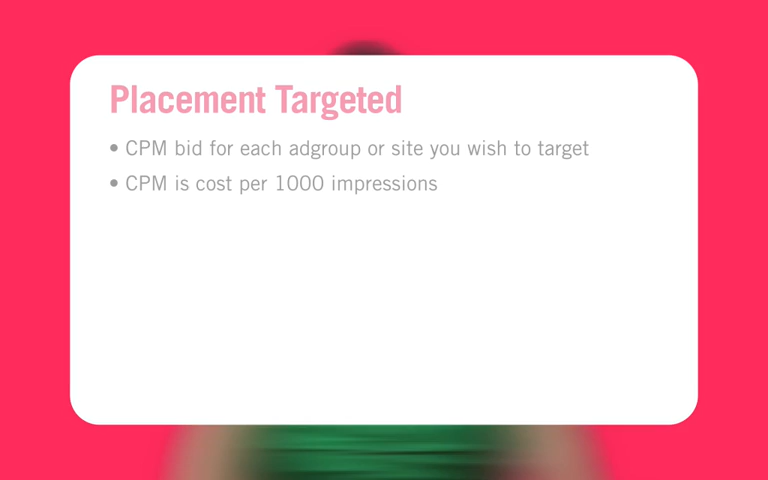 Placement Targeted
• CPM bid for each adgroup or site you wish to target
• CPM is cost per 1000 impressions